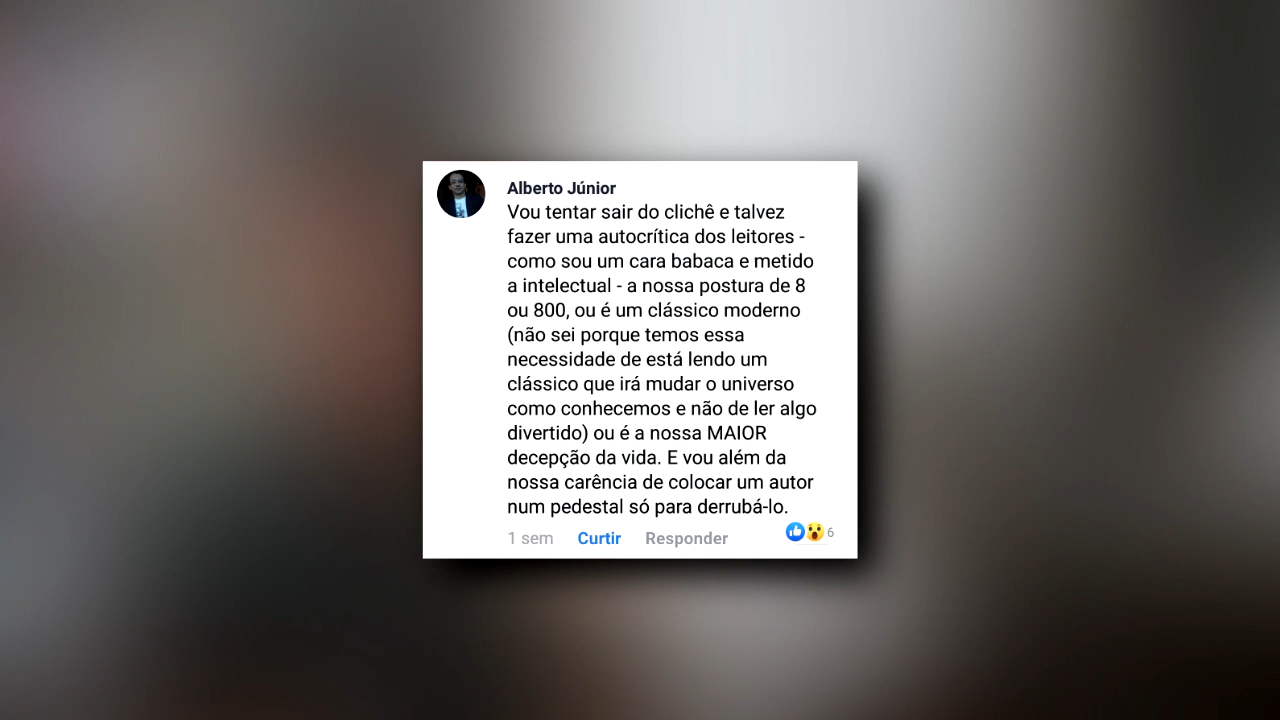 Alberto Júnior
Vou tentar sair do clichê e talvez
fazer uma autocrítica dos leitores -
como sou um cara babaca e metido
a intelectual - a nossa postura de 8
ou 800, ou é um clássico moderno
(não sei porque temos essa
necessidade de está lendo um
clássico que irá mudar o universo
como conhecemos e não de ler algo
divertido) ou é a nossa MAIOR
decepção da vida. E vou além da
nossa carência de colocar um autor
num pedestal só para derrubá-lo.
1 sem Curtir Responder 6